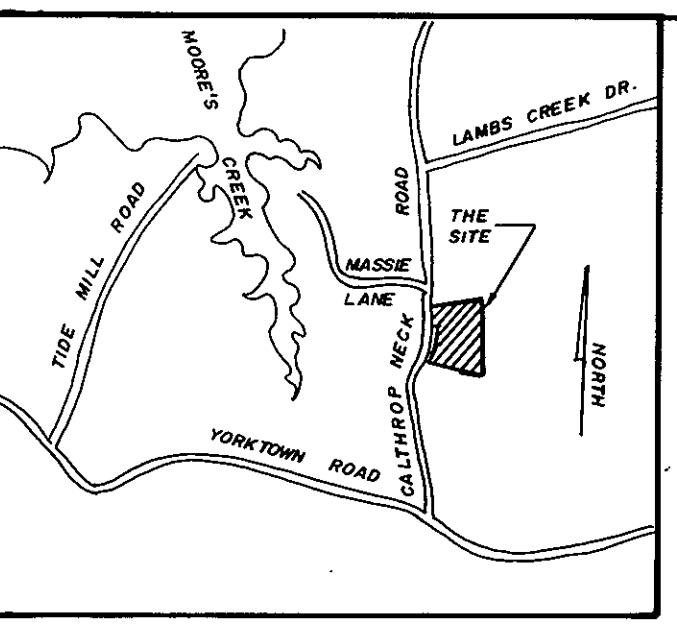 MOORE'S
CREEK
LAMBS CREEK DR.
TIDE MILL ROAD
ROAD
THE
SITE
MASSIE
LANE
CALTHROP NECK
NORTH
YORKTOWN ROAD